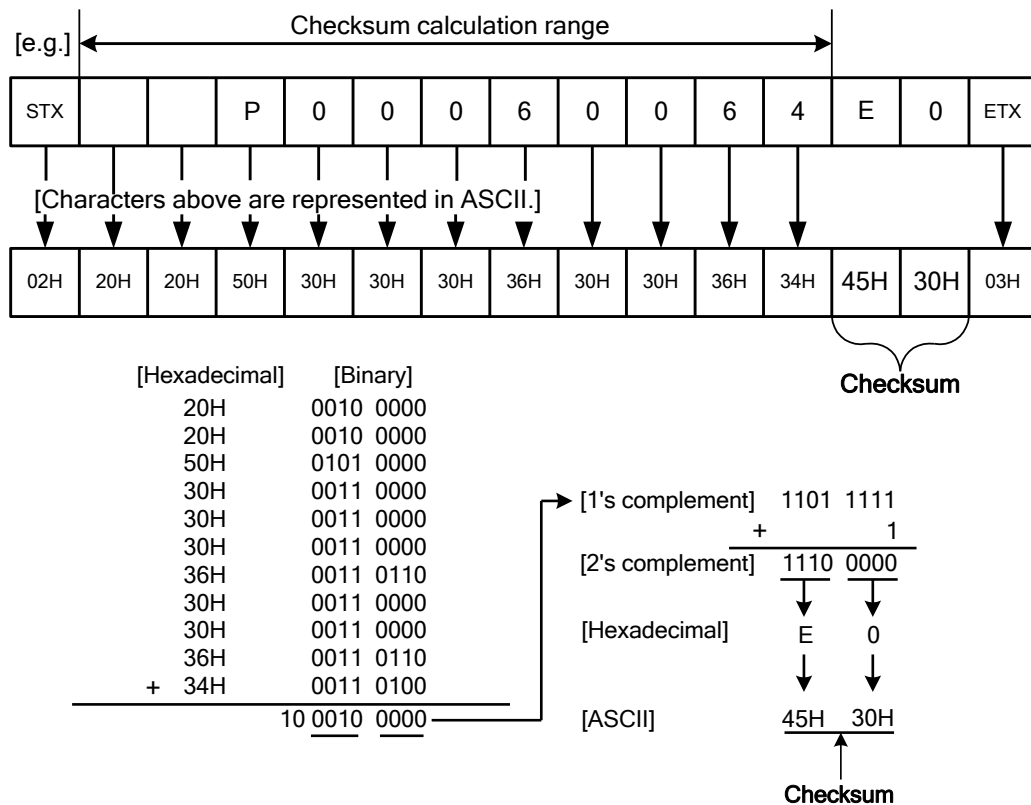 Checksum calculation range
[e.g.]
STX P 0 0 0 6 0 0 6 4 E 0 ETX
[Characters above are represented in ASCII.]
02H 20H 20H 50H 30H 30H 30H 36H 30H 30H 36H 34H 45H 30H 03H
Checksum
[Hexadecimal] [Binary]
20H 0010 0000
20H 0010 0000
50H 0101 0000
30H 0011 0000
30H 0011 0000
30H 0011 0000
36H 0011 0110
30H 0011 0000
30H 0011 0000
36H 0011 0110
+ 34H 0011 0100
10 0010 0000
[1's complement] 1101 1111
+ 1
[2's complement] 1110 0000
[Hexadecimal] E 0
[ASCII] 45H 30H
Checksum